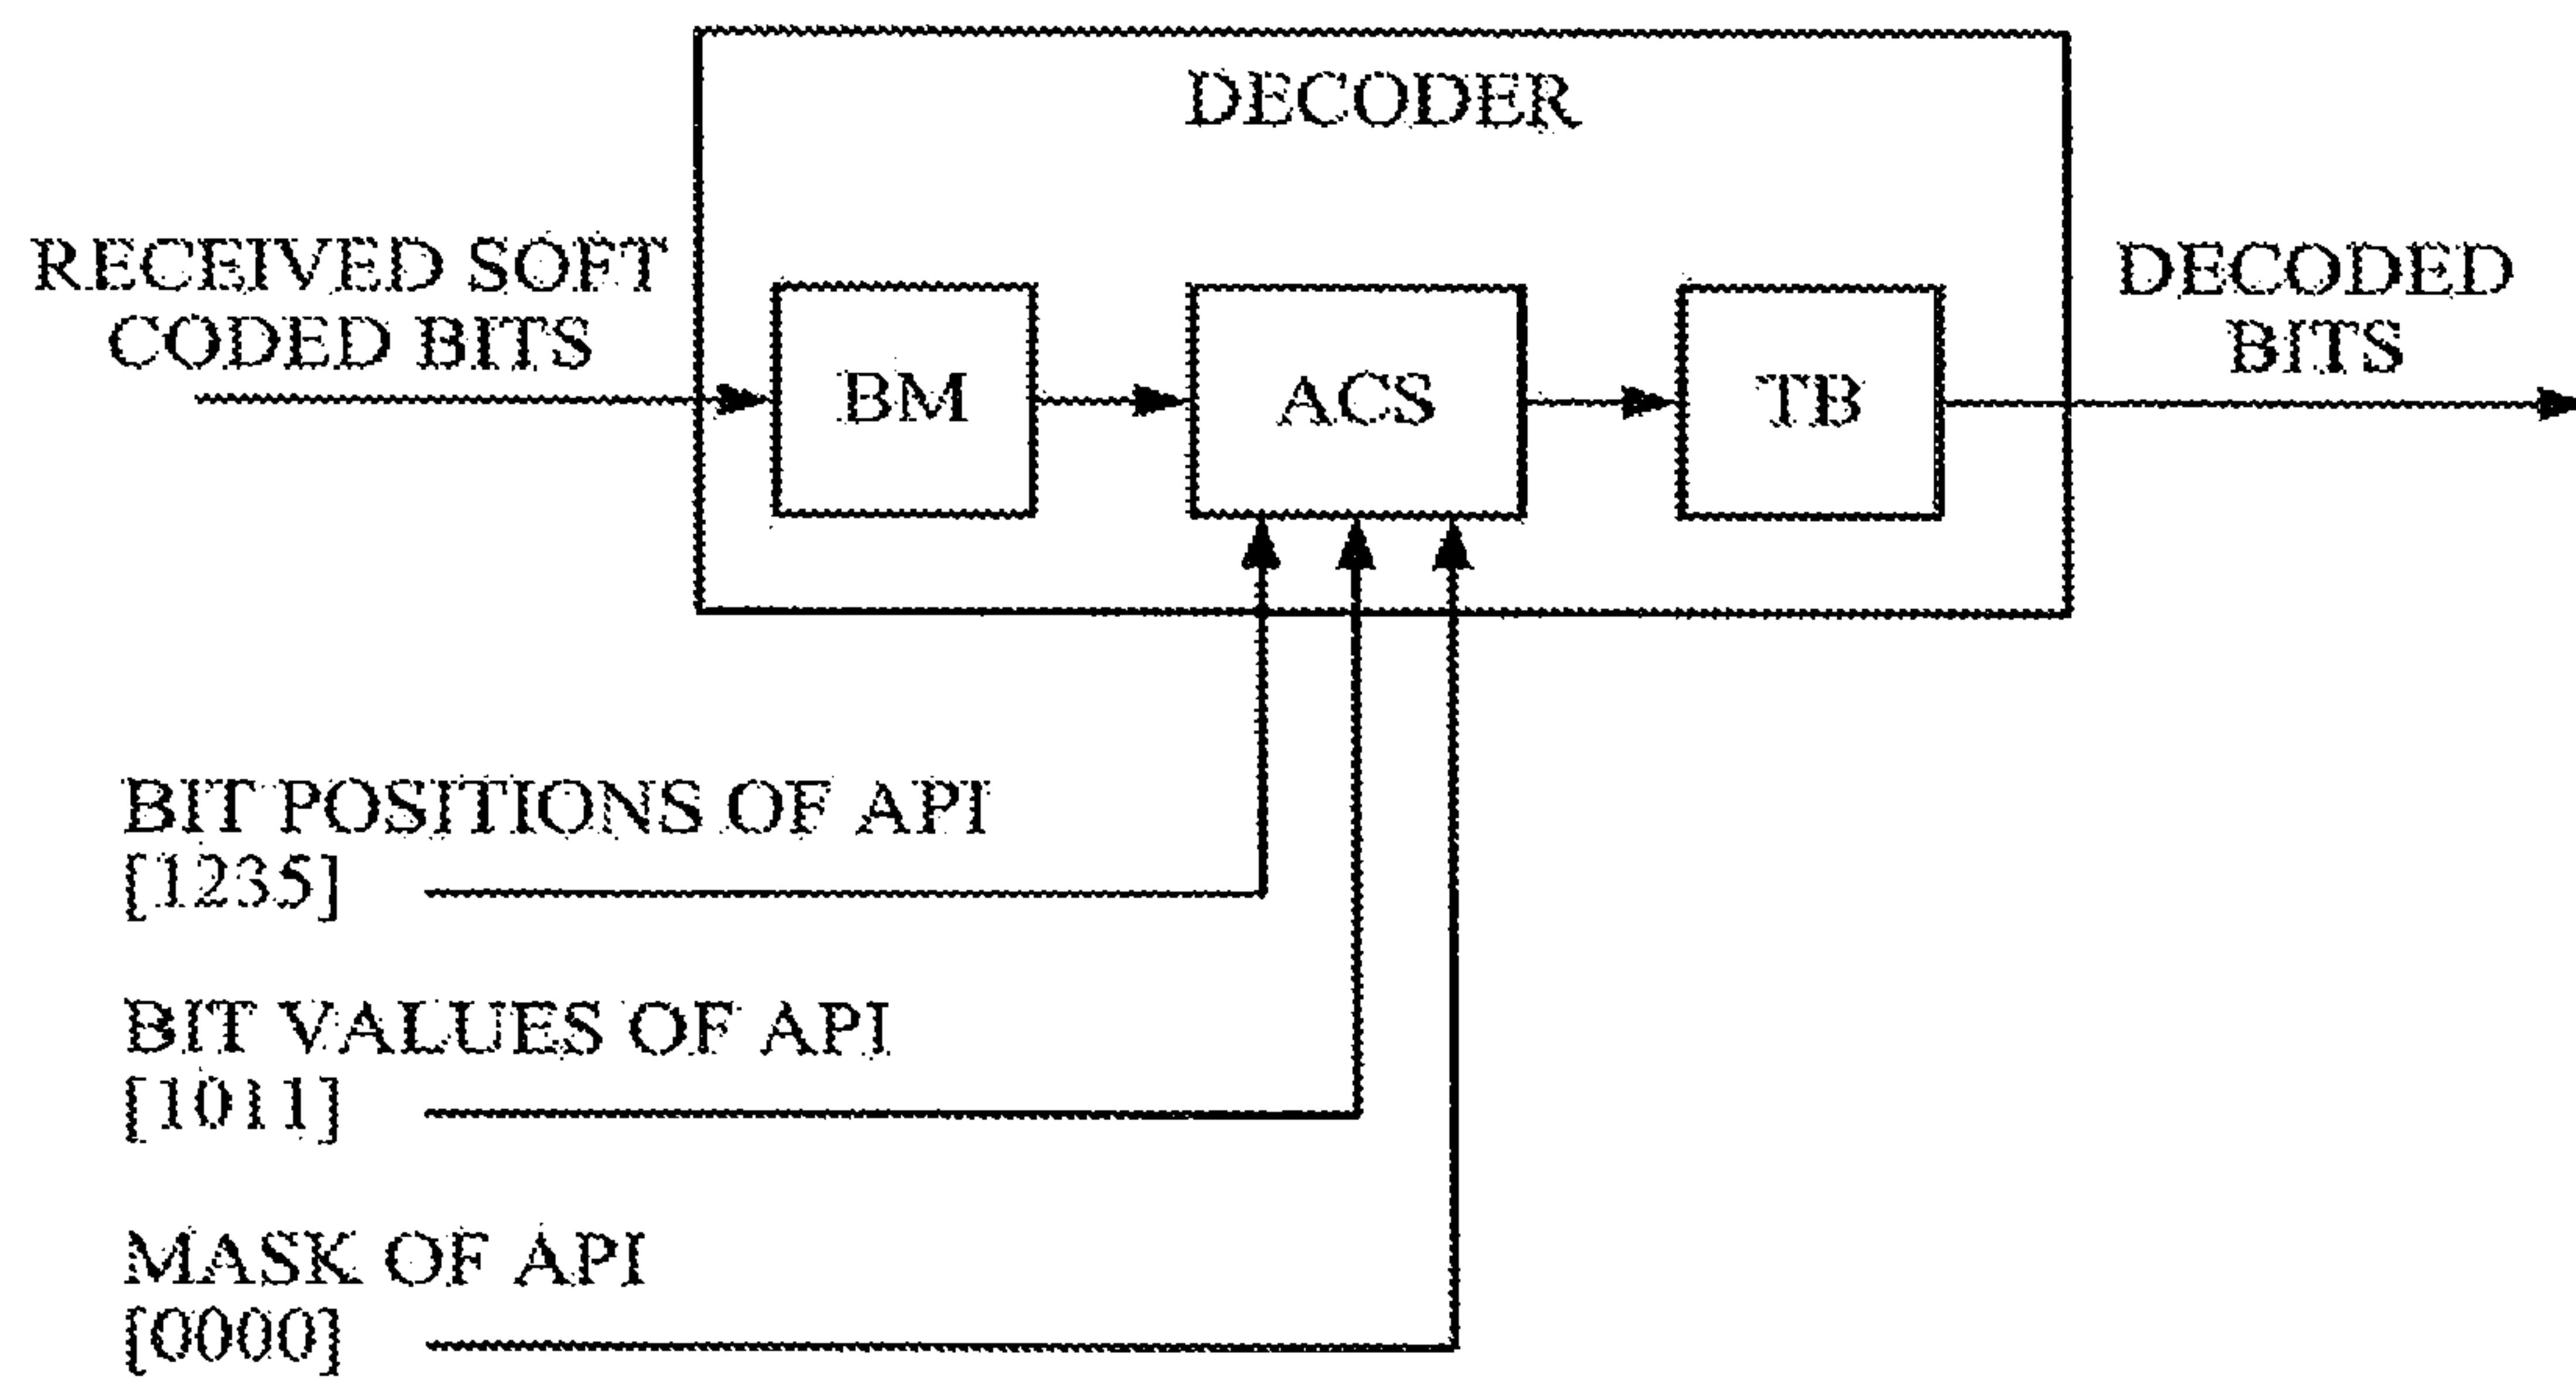 DECODER
RECEIVED SOFT
CODED BITS
BM
ACS
TB
DECODED
BITS
BIT POSITIONS OF API
[1235]
BIT VALUES OF API
[1011]
MASK OF API
[0000]